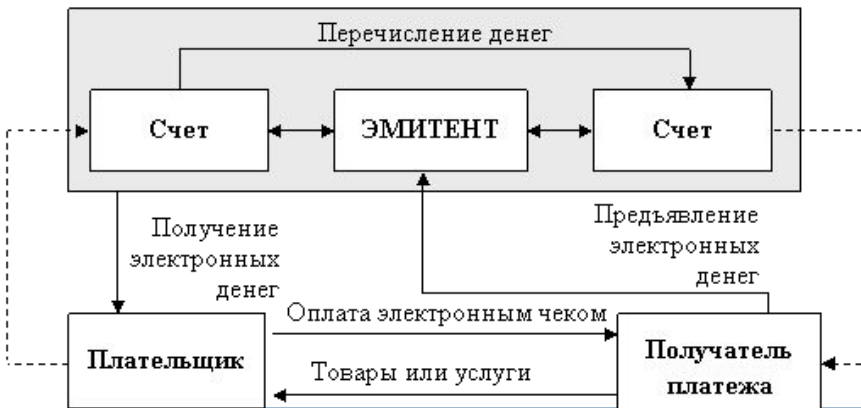 Перечисление денег
Счет
ЭМИТЕНТ
Счет
Получение
электронных
денег
Предъявление
электронных
денег
Оплата электронным чеком
Плательщик
Товары или услуги
Получатель
платежа